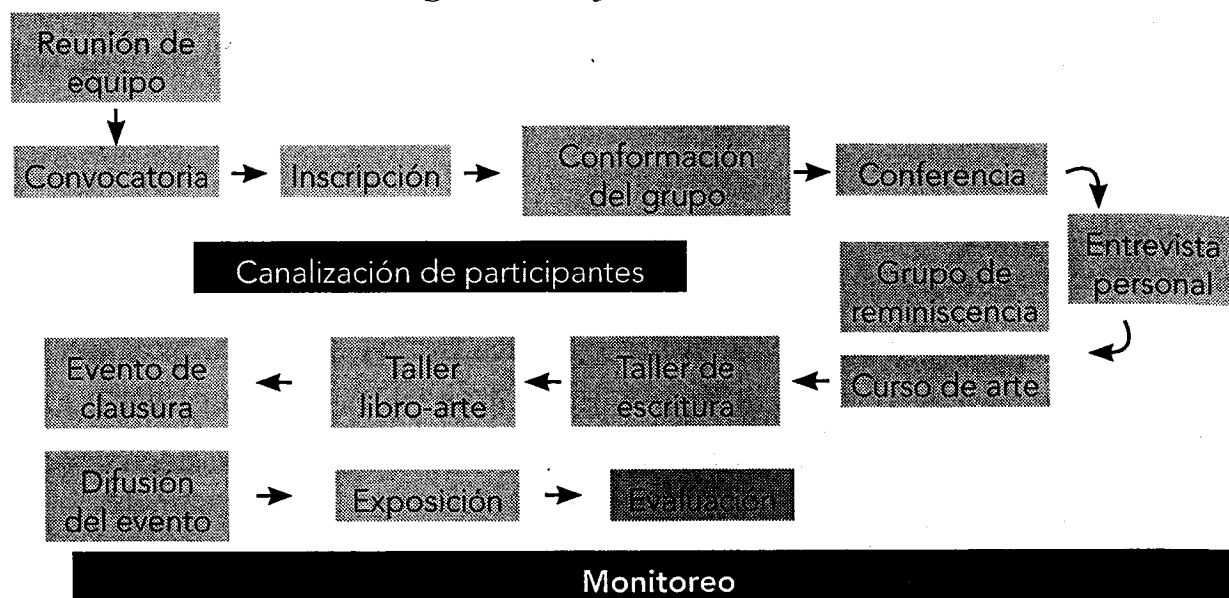 Reunión de
equipo
Convocatoria
Inscripción
Conformación
del grupo
Conferencia
Entrevista
personal
Canalización de participantes
Grupo de
reminiscencia
Curso de arte
Taller de
escritura
Taller
libro-arte
Evento de
clausura
Difusión
del evento
Exposición
Evaluación
Monitoreo